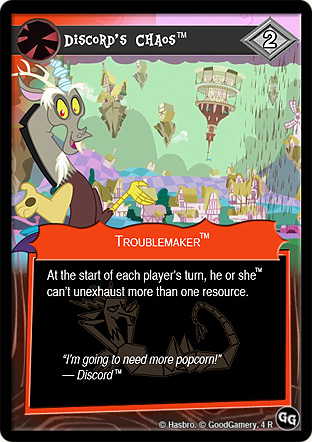 Discord's Chaos™
2
Troublemaker™
At the start of each player's turn, he or she™
can't unexhaust more than one resource.
"I'm going to need more popcorn!"
— Discord™
© Hasbro. © GoodGamery. 4 R
GG